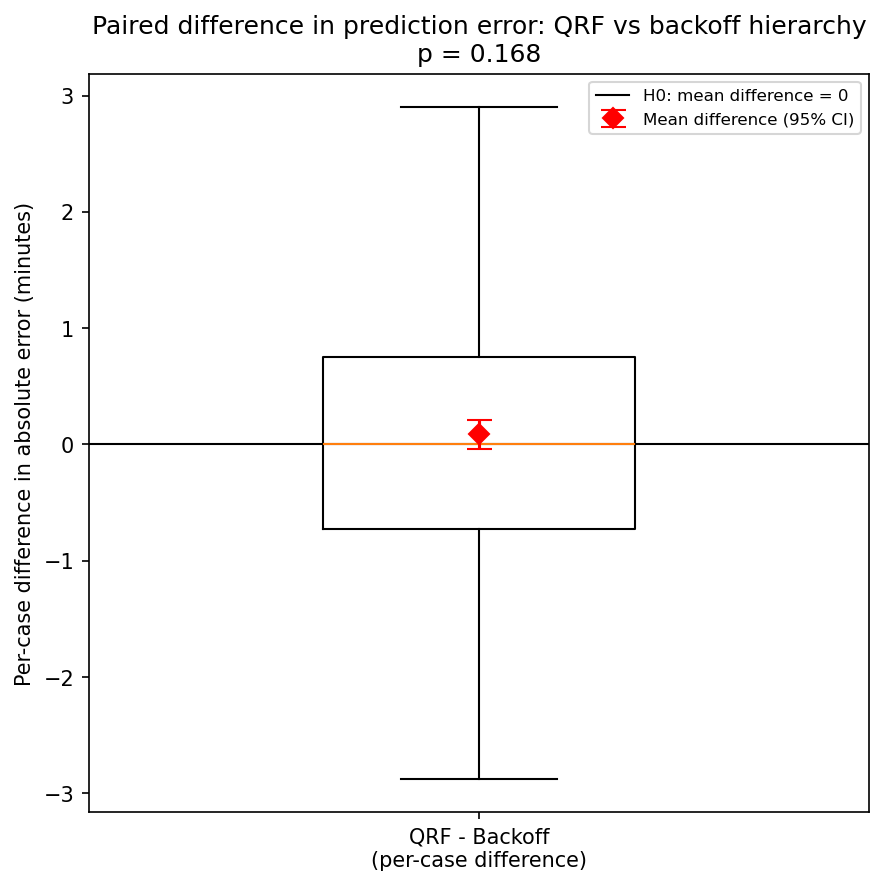 Paired difference in prediction error: QRF vs backoff hierarchy
p = 0.168
H0: mean difference = 0
Mean difference (95% CI)
Per-case difference in absolute error (minutes)
3
2
1
0
−1
−2
−3
QRF - Backoff
(per-case difference)